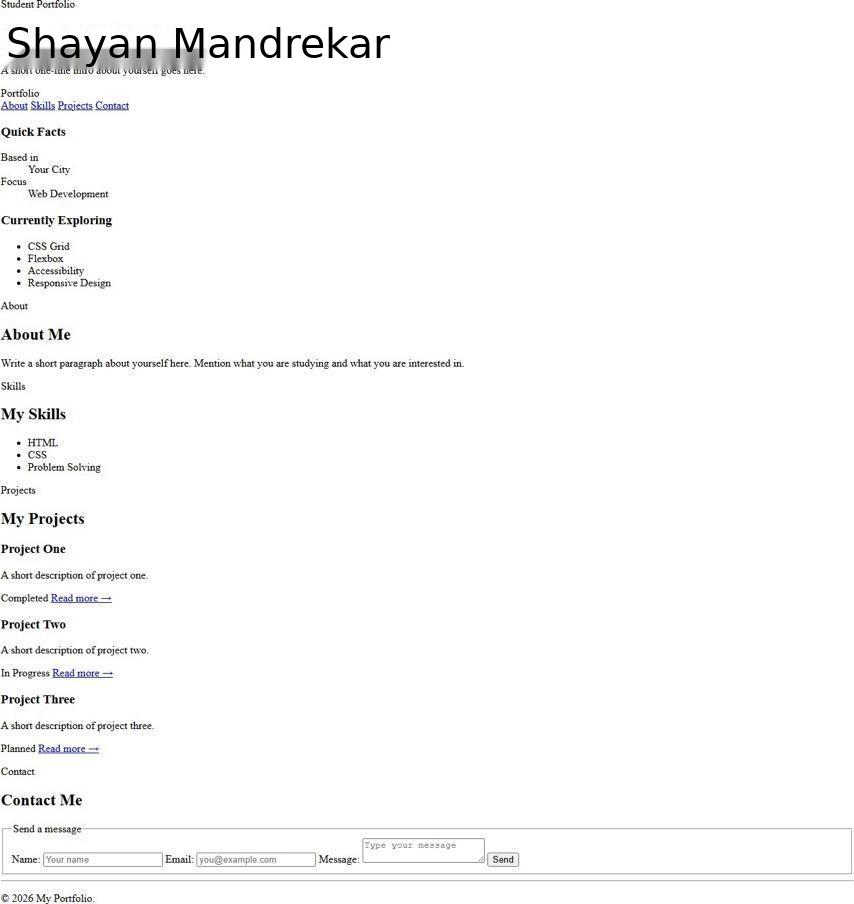 Student Portfolio
Shayan Mandrekar
A short one-line intro about yourself goes here.
Portfolio
About Skills Projects Contact
Quick Facts
Based in
Your City
Focus
Web Development
Currently Exploring
• CSS Grid
• Flexbox
• Accessibility
• Responsive Design
About
About Me
Write a short paragraph about yourself here. Mention what you are studying and what you are interested in.
Skills
My Skills
• HTML
• CSS
• Problem Solving
Projects
My Projects
Project One
A short description of project one.
Completed Read more →
Project Two
A short description of project two.
In Progress Read more →
Project Three
A short description of project three.
Planned Read more →
Contact
Contact Me
Send a message
Name: Your name Email: you@example.com Message: Type your message Send
© 2026 My Portfolio.